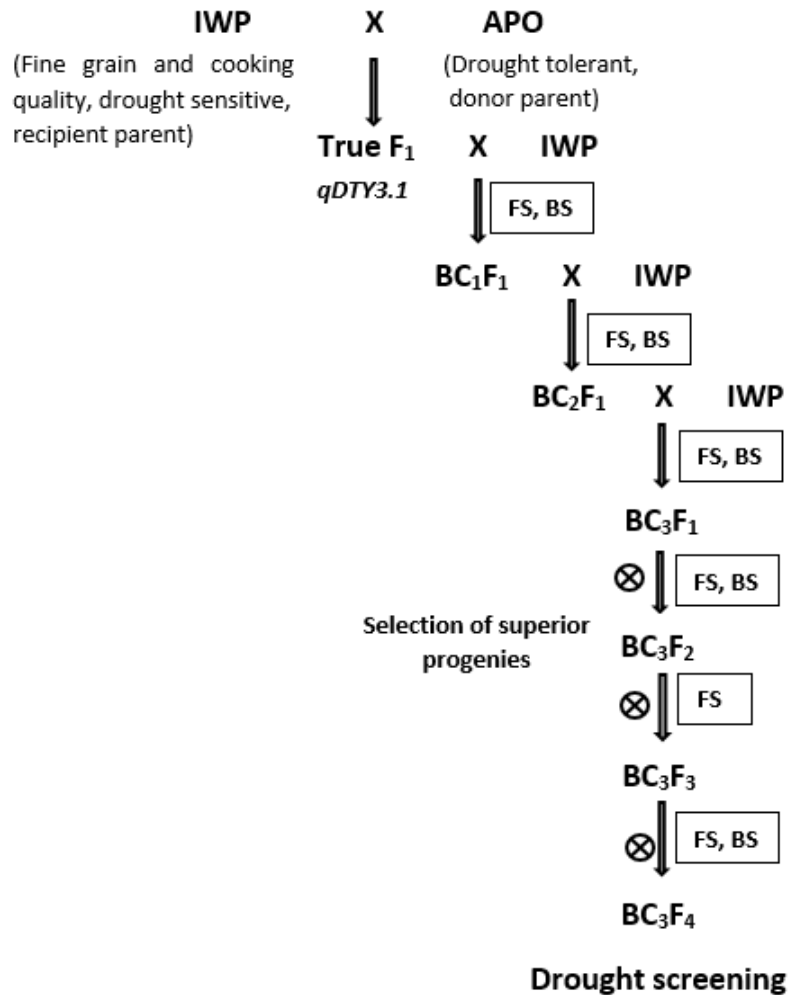 IWP X APO
(Fine grain and cooking
quality, drought sensitive,
recipient parent)
(Drought tolerant,
donor parent)
True F₁ X IWP
qDTY3.1
FS, BS
BC₁F₁ X IWP
FS, BS
BC₂F₁ X IWP
FS, BS
BC₃F₁
FS, BS
Selection of superior
progenies
BC₃F₂
FS
BC₃F₃
FS, BS
BC₃F₄
Drought screening